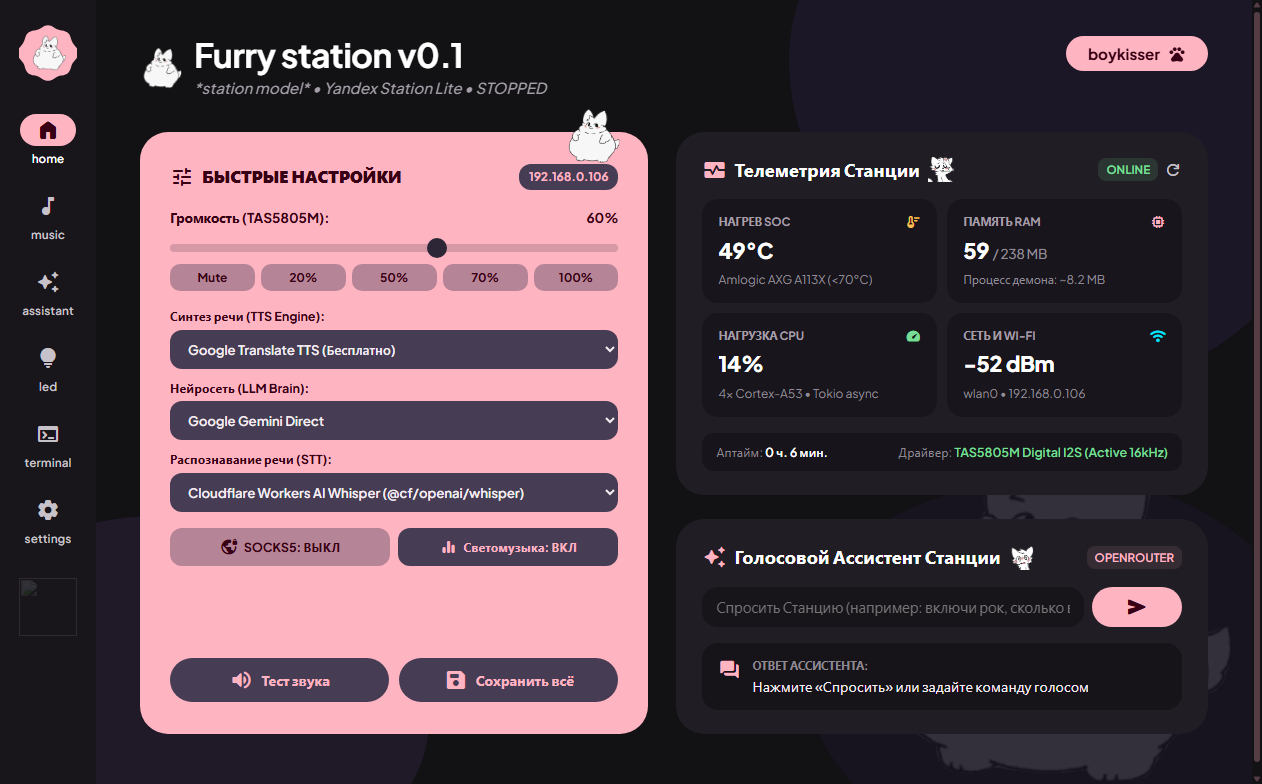 Furry station v0.1
*station model* • Yandex Station Lite • STOPPED
boykisser
home
music
assistant
led
terminal
settings
БЫСТРЫЕ НАСТРОЙКИ
192.168.0.106
Громкость (TAS5805M):
60%
Mute
20%
50%
70%
100%
Синтез речи (TTS Engine):
Google Translate TTS (Бесплатно)
Нейросеть (LLM Brain):
Google Gemini Direct
Распознавание речи (STT):
Cloudflare Workers AI Whisper (@cf/openai/whisper)
SOCKS5: ВЫКЛ
Светомузыка: ВКЛ
Тест звука
Сохранить всё
Телеметрия Станции
ONLINE
НАГРЕВ SOC
49°C
Amlogic AXG A113X (<70°C)
ПАМЯТЬ RAM
59 / 238 MB
Процесс демона: ~8.2 MB
НАГРУЗКА CPU
14%
4× Cortex-A53 • Tokio async
СЕТЬ И WI-FI
-52 dBm
wlan0 • 192.168.0.106
Аптайм: 0 ч. 6 мин.
Драйвер: TAS5805M Digital I2S (Active 16kHz)
Голосовой Ассистент Станции
OPENROUTER
Спросить Станцию (например: включи рок, сколько
ОТВЕТ АССИСТЕНТА:
Нажмите «Спросить» или задайте команду голосом